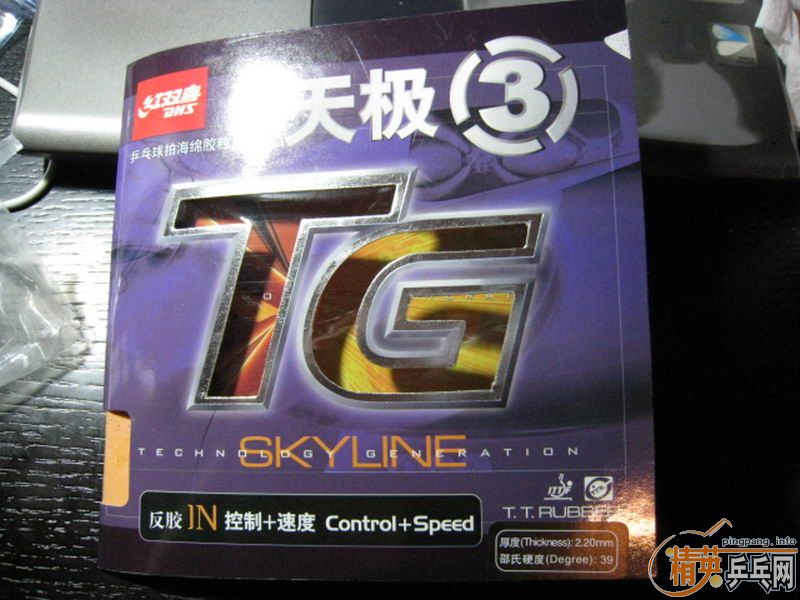 红双喜
DHS
天极 3
乒乓球拍海绵胶粒
TG
SKYLINE
TECHNOLOGY GENERATION
ITTF
T.T. RUBBER
反胶 IN 控制+速度 Control+Speed
厚度(Thickness): 2.20mm
邵氏硬度(Degree): 39
pingpang.info
精英乒乓网